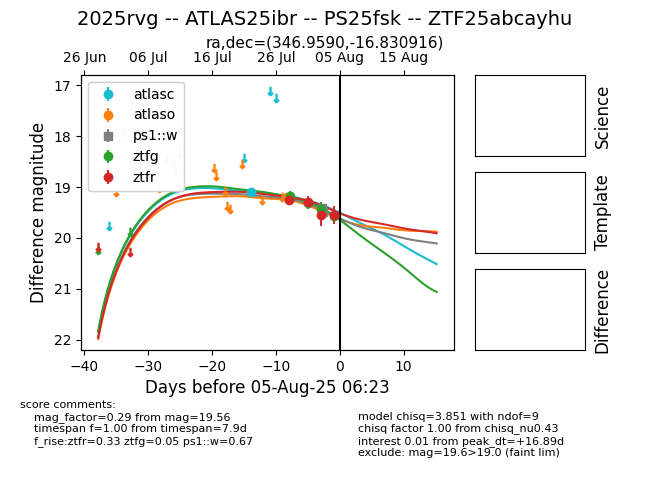 2025rvg -- ATLAS25ibr -- PS25fsk -- ZTF25abcayhu
ra,dec=(346.9590,-16.830916)
26 Jun 06 Jul 16 Jul 26 Jul 05 Aug 15 Aug
17
18
19
20
21
22
Difference magnitude
atlasc
atlaso
ps1::w
ztfg
ztfr
−40 −30 −20 −10 0 10
Days before 05-Aug-25 06:23
Science
Template
Difference
score comments:
mag_factor=0.29 from mag=19.56
timespan f=1.00 from timespan=7.9d
f_rise:ztfr=0.33 ztfg=0.05 ps1::w=0.67
model chisq=3.851 with ndof=9
chisq factor 1.00 from chisq_nu0.43
interest 0.01 from peak_dt=+16.89d
exclude: mag=19.6>19.0 (faint lim)